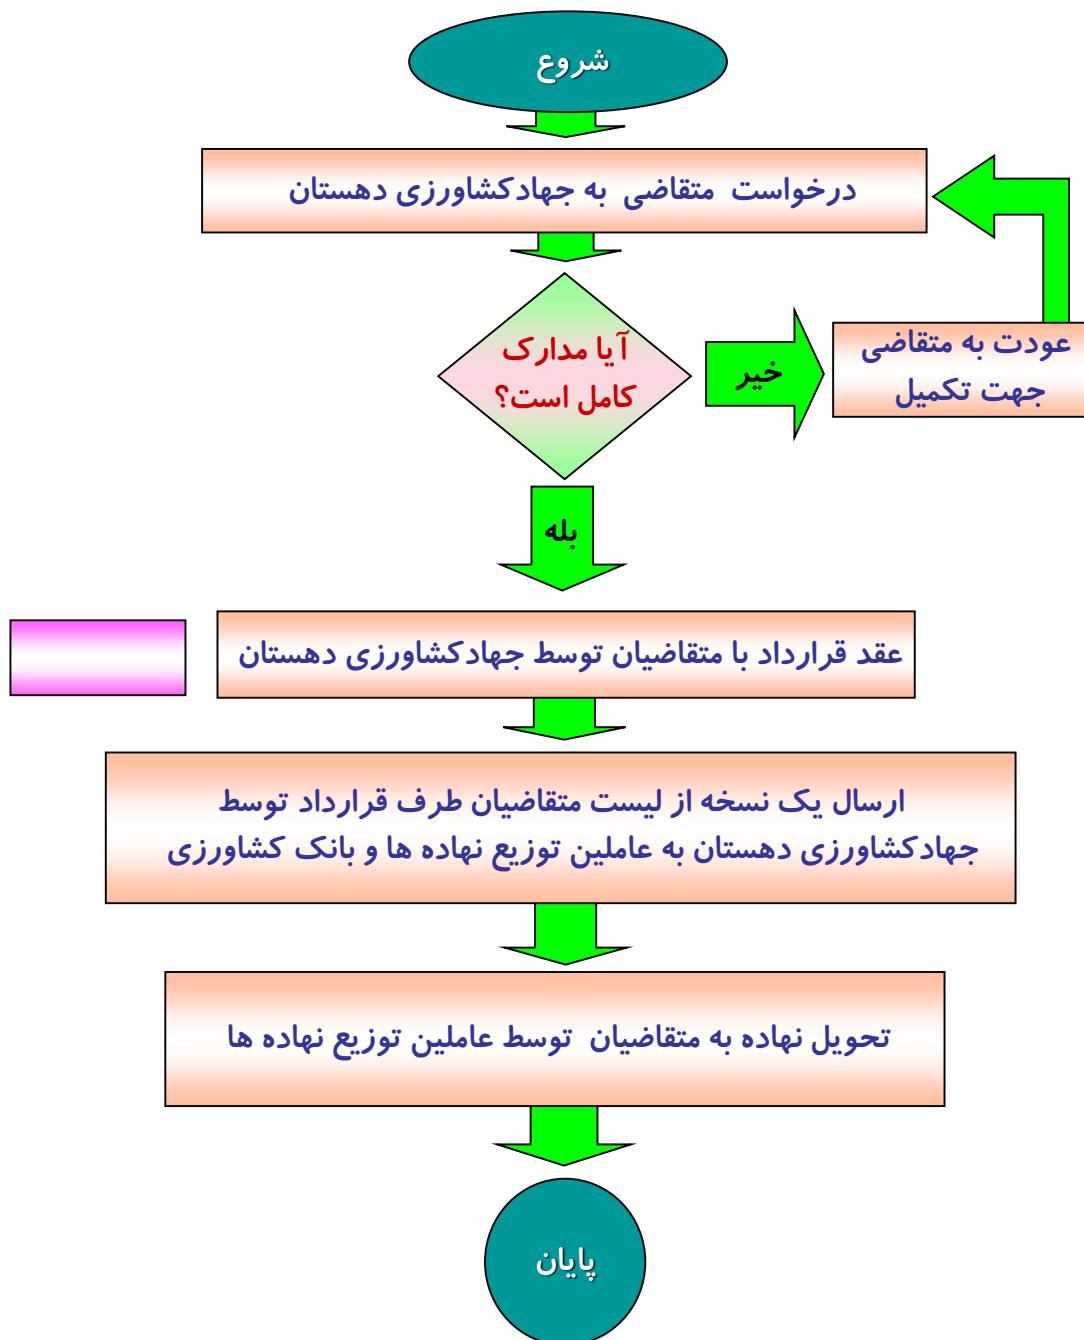 شروع
درخواست متقاضی به جهادکشاورزی دهستان
آیا مدارک
کامل است؟
خیر
عودت به متقاضی
جهت تکمیل
بله
عقد قرارداد با متقاضیان توسط جهادکشاورزی دهستان
ارسال یک نسخه از لیست متقاضیان طرف قرارداد توسط
جهادکشاورزی دهستان به عاملین توزیع نهاده ها و بانک کشاورزی
تحویل نهاده به متقاضیان توسط عاملین توزیع نهاده ها
پایان